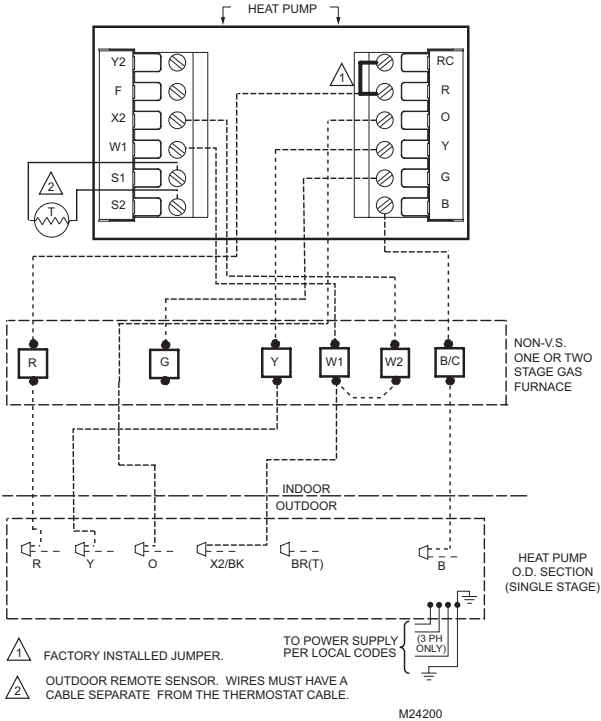 HEAT PUMP
Y2
F
X2
W1
S1
S2
RC
R
O
Y
G
B
1
2
T
R
G
Y
W1
W2
B/C
NON-V.S.
ONE OR TWO
STAGE GAS
FURNACE
INDOOR
OUTDOOR
R
Y
O
X2/BK
BR(T)
B
HEAT PUMP
O.D. SECTION
(SINGLE STAGE)
TO POWER SUPPLY
PER LOCAL CODES
(3 PH
ONLY)
1 FACTORY INSTALLED JUMPER.
2 OUTDOOR REMOTE SENSOR. WIRES MUST HAVE A
CABLE SEPARATE FROM THE THERMOSTAT CABLE.
M24200